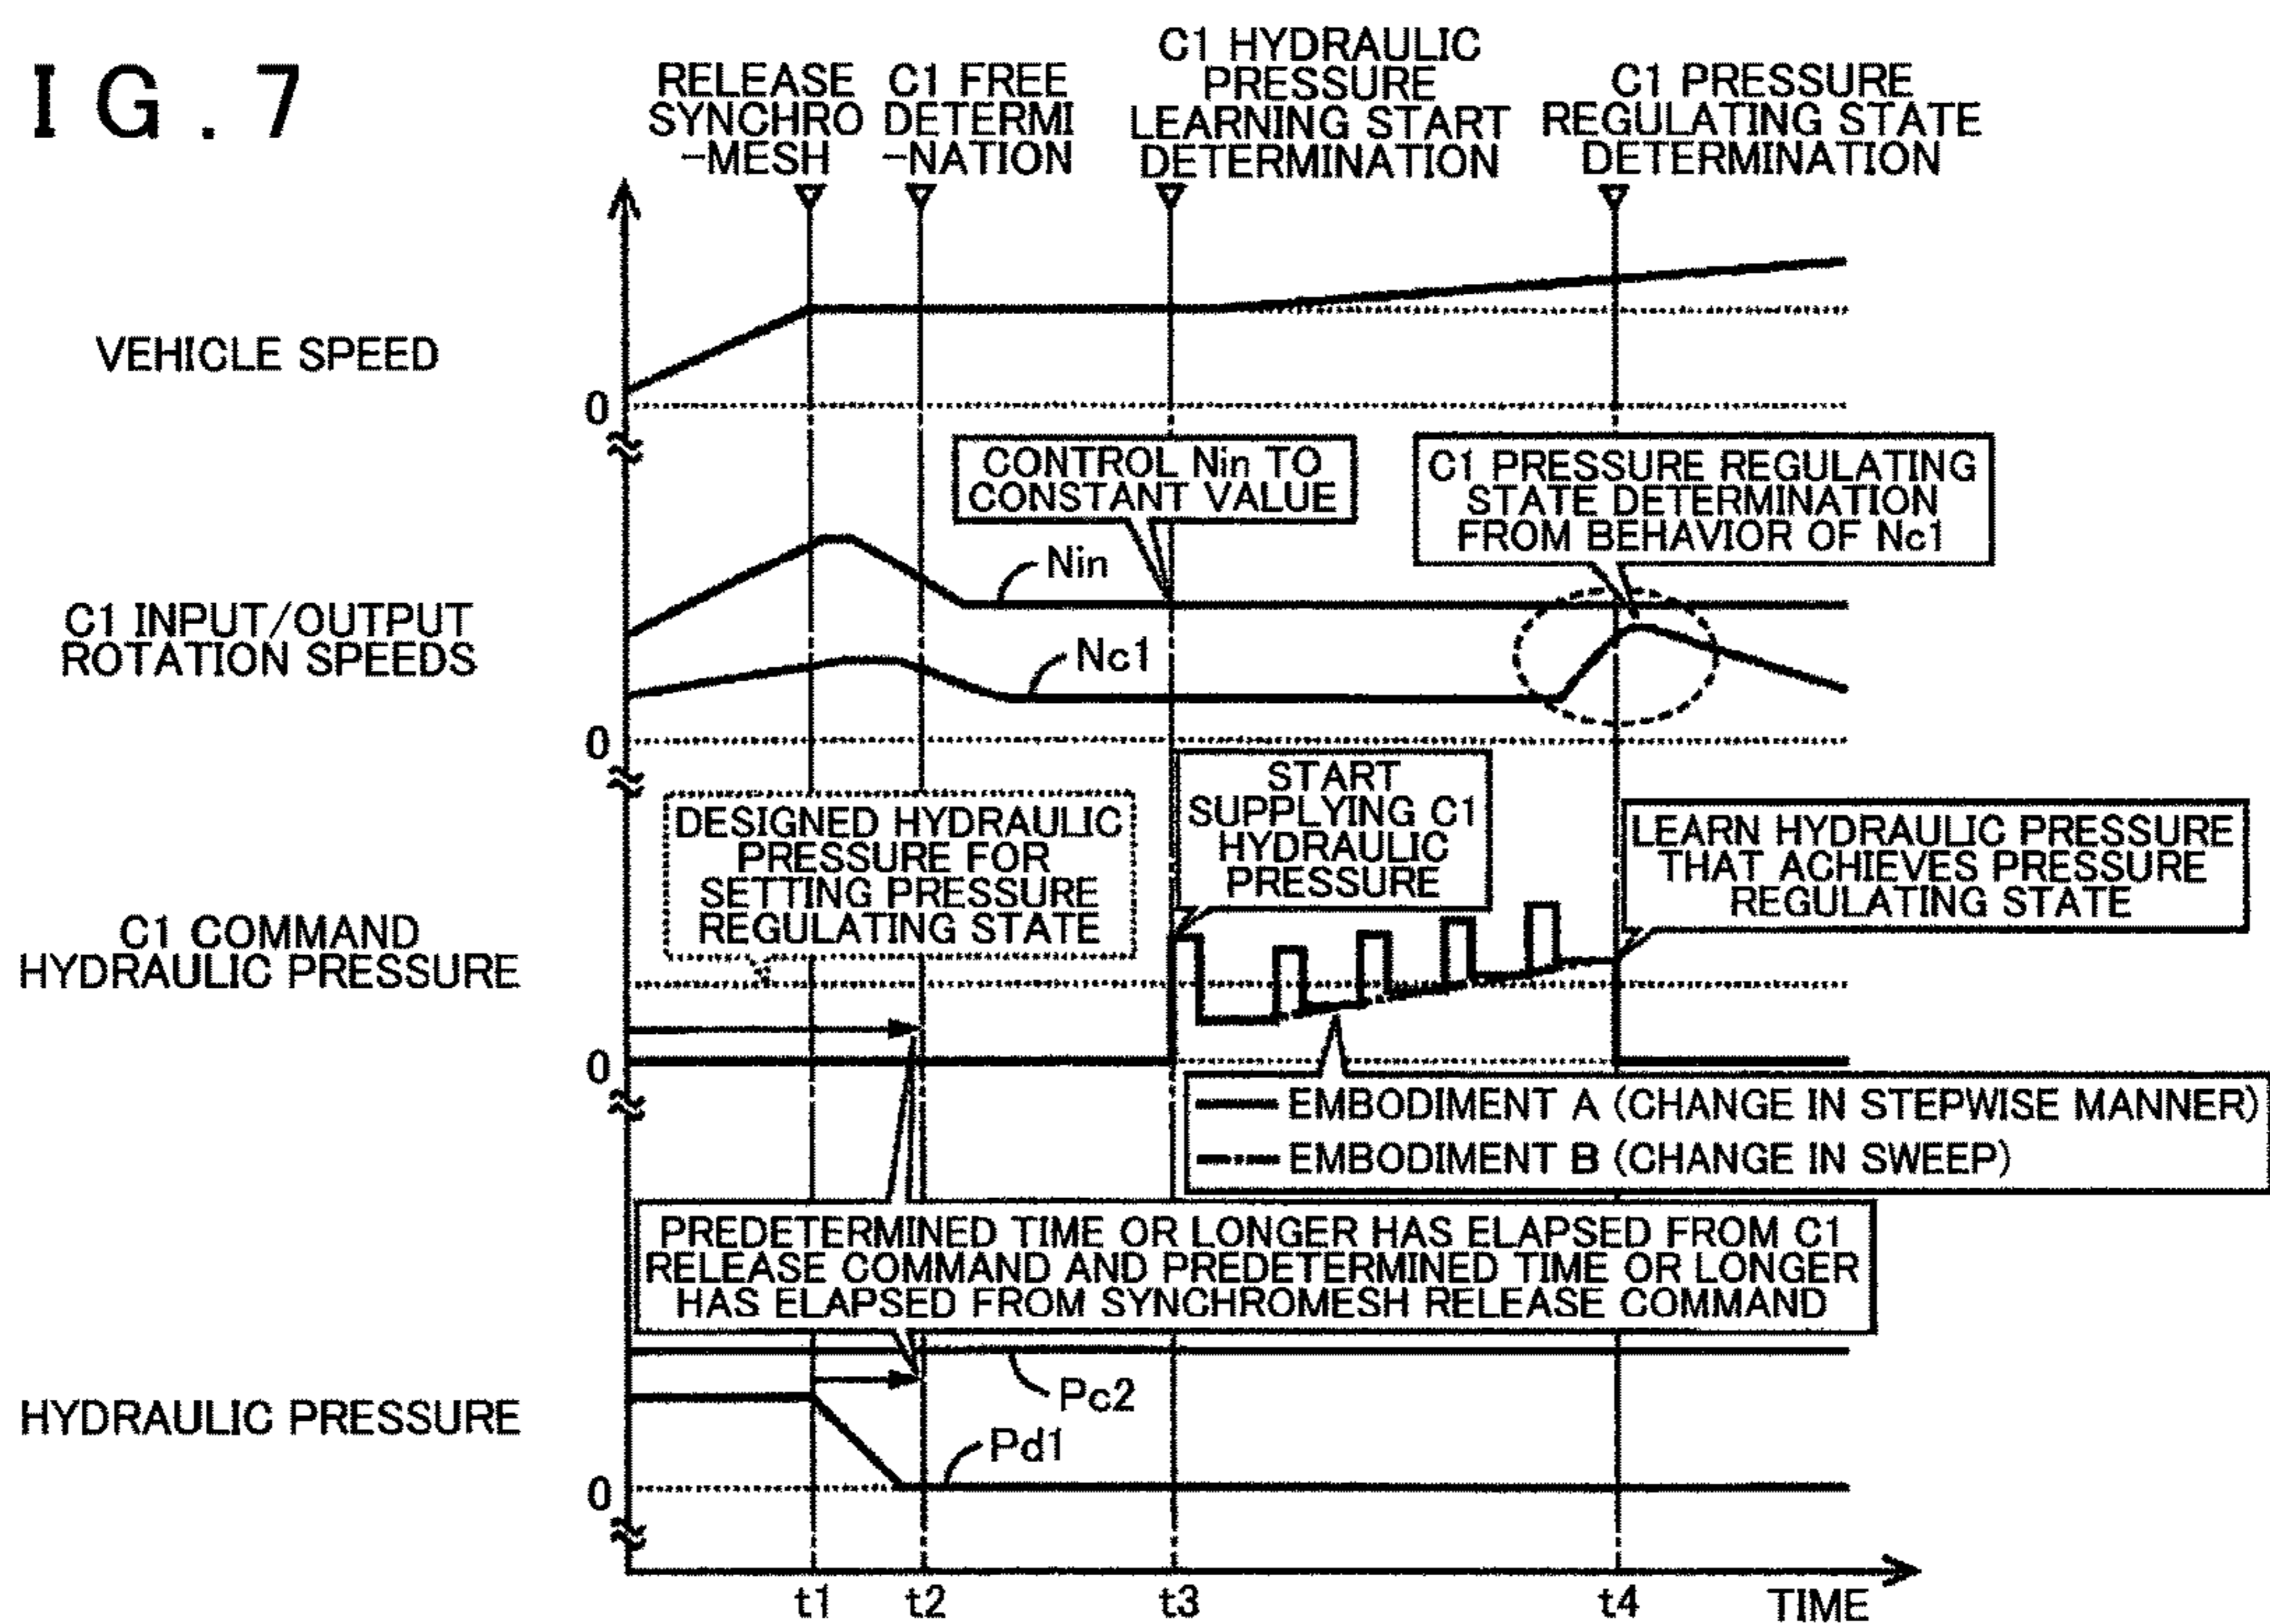 IG. 7
RELEASE
SYNCHRO
-MESH
C1 FREE
DETERMI
-NATION
C1 HYDRAULIC
PRESSURE
LEARNING START
DETERMINATION
C1 PRESSURE
REGULATING STATE
DETERMINATION
VEHICLE SPEED
0
CONTROL Nin TO
CONSTANT VALUE
C1 PRESSURE REGULATING
STATE DETERMINATION
FROM BEHAVIOR OF Nc1
Nin
C1 INPUT/OUTPUT
ROTATION SPEEDS
Nc1
0
DESIGNED HYDRAULIC
PRESSURE FOR
SETTING PRESSURE
REGULATING STATE
START
SUPPLYING C1
HYDRAULIC
PRESSURE
LEARN HYDRAULIC PRESSURE
THAT ACHIEVES PRESSURE
REGULATING STATE
C1 COMMAND
HYDRAULIC PRESSURE
0
EMBODIMENT A (CHANGE IN STEPWISE MANNER)
EMBODIMENT B (CHANGE IN SWEEP)
PREDETERMINED TIME OR LONGER HAS ELAPSED FROM C1
RELEASE COMMAND AND PREDETERMINED TIME OR LONGER
HAS ELAPSED FROM SYNCHROMESH RELEASE COMMAND
Pc2
HYDRAULIC PRESSURE
Pd1
0
t1
t2
t3
t4
TIME